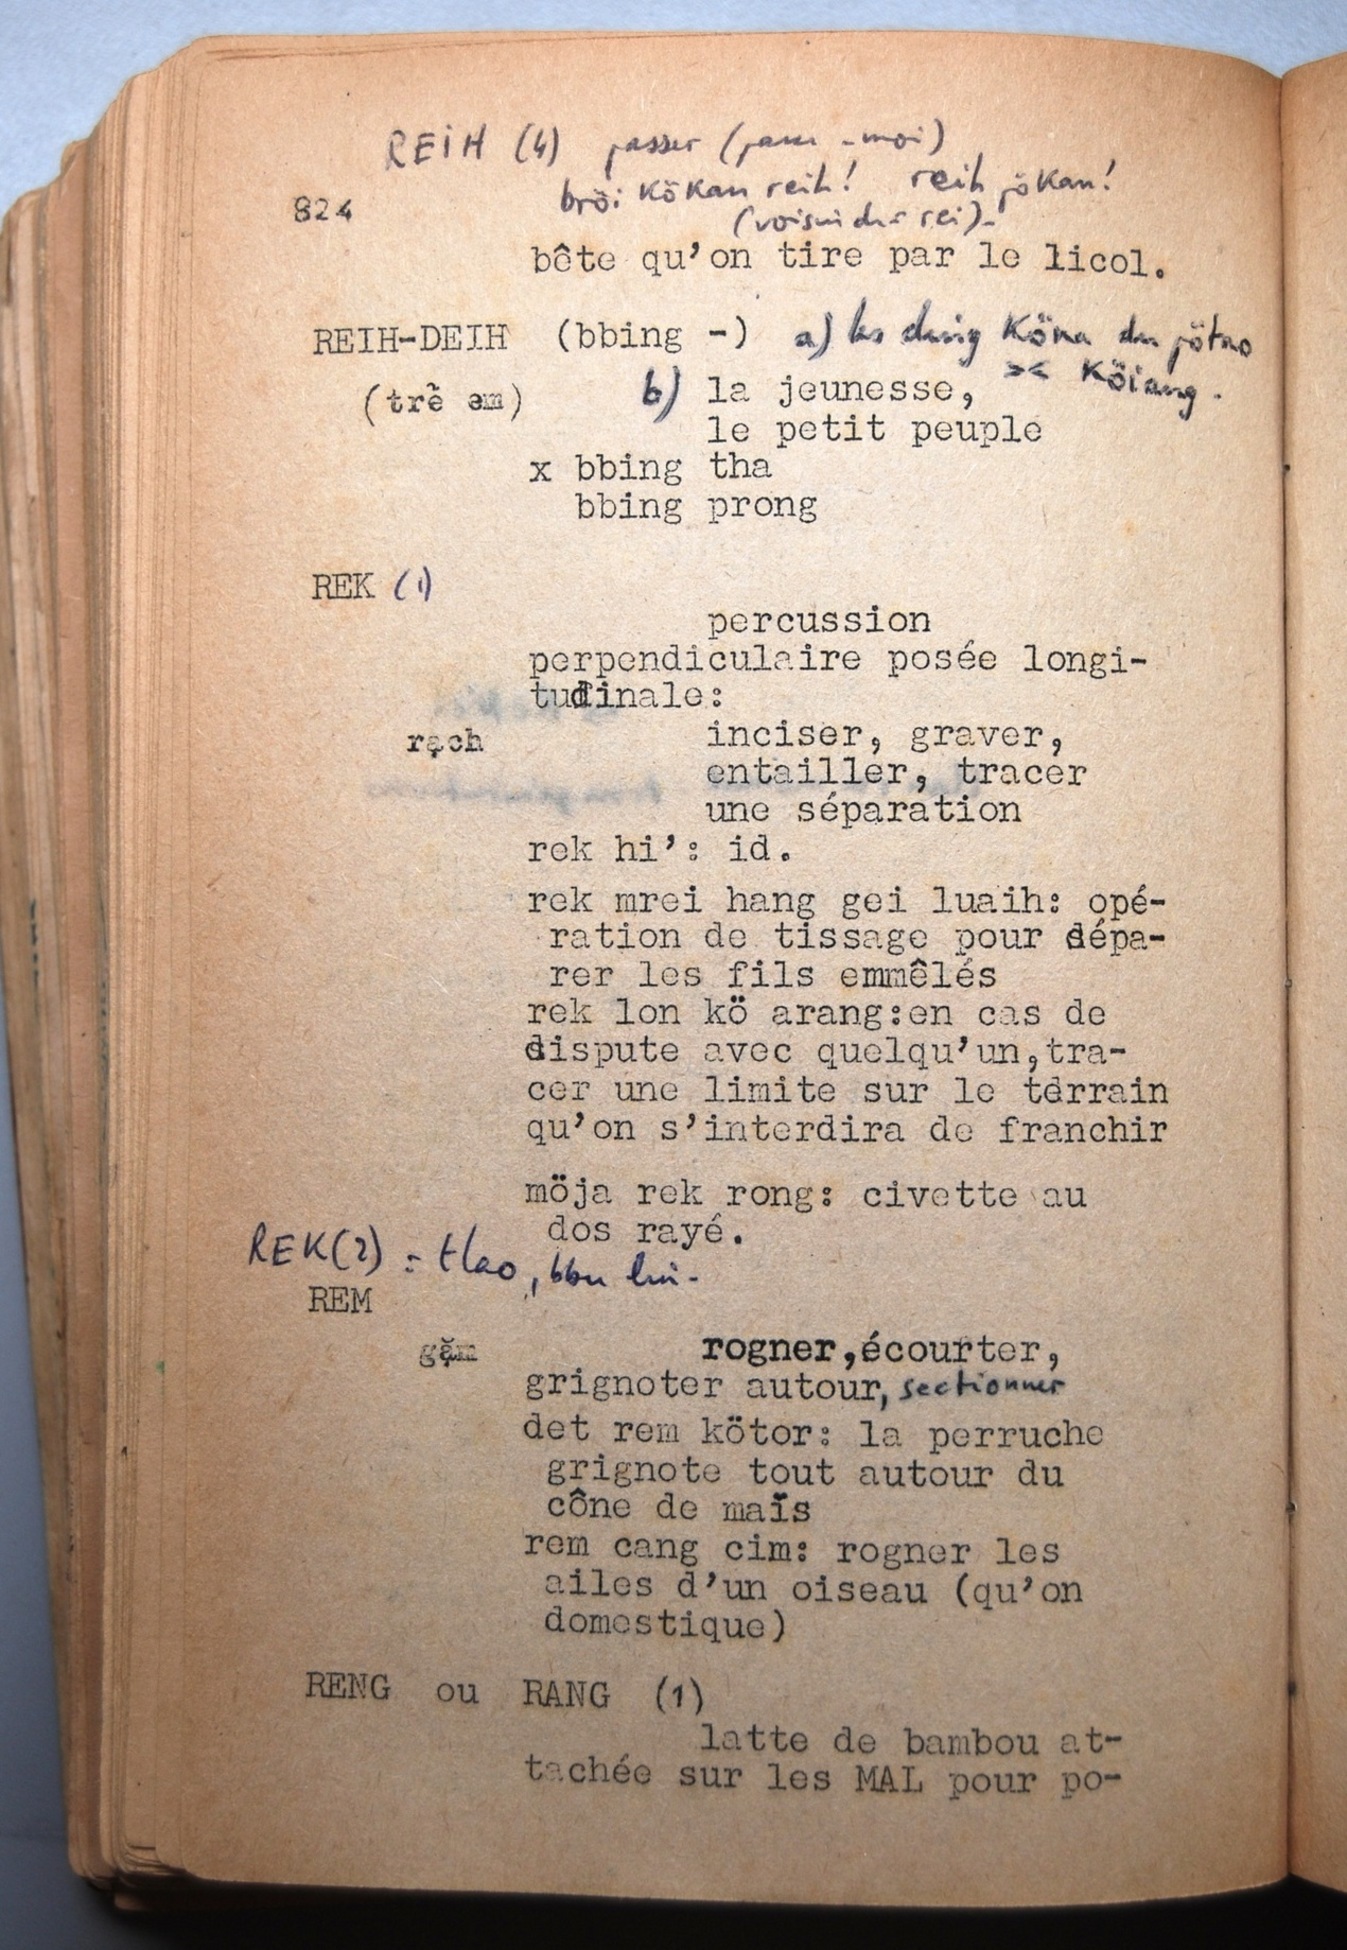 REIH (4) passer (passe-moi)
bröi kökan reih! reih jökan!
824
(voisin de rei)-
bête qu'on tire par le licol.
REIH-DEIH (bbing -) a) les dung Köna du pötao
>< Köiang.
(trẽ em) b) la jeunesse,
le petit peuple
x bbing tha
bbing prong
REK (1)
percussion
perpendiculaire posée longi-
tudinale:
rạch inciser, graver,
entailler, tracer
une séparation
rek hi': id.
rek mrei hang gei luaih: opé-
ration de tissage pour dépa-
rer les fils emmêlés
rek lon kö arang:en cas de
dispute avec quelqu'un,tra-
cer une limite sur le terrain
qu'on s'interdira de franchir
möja rek rong: civette au
dos rayé.
REK(2) : tlao, bbu lui-
REM
gặm rogner,écourter,
grignoter autour, sectionner
det rem kötor: la perruche
grignote tout autour du
cône de maïs
rem cang cim: rogner les
ailes d'un oiseau (qu'on
domestique)
RENG ou RANG (1)
latte de bambou at-
tachée sur les MAL pour po-